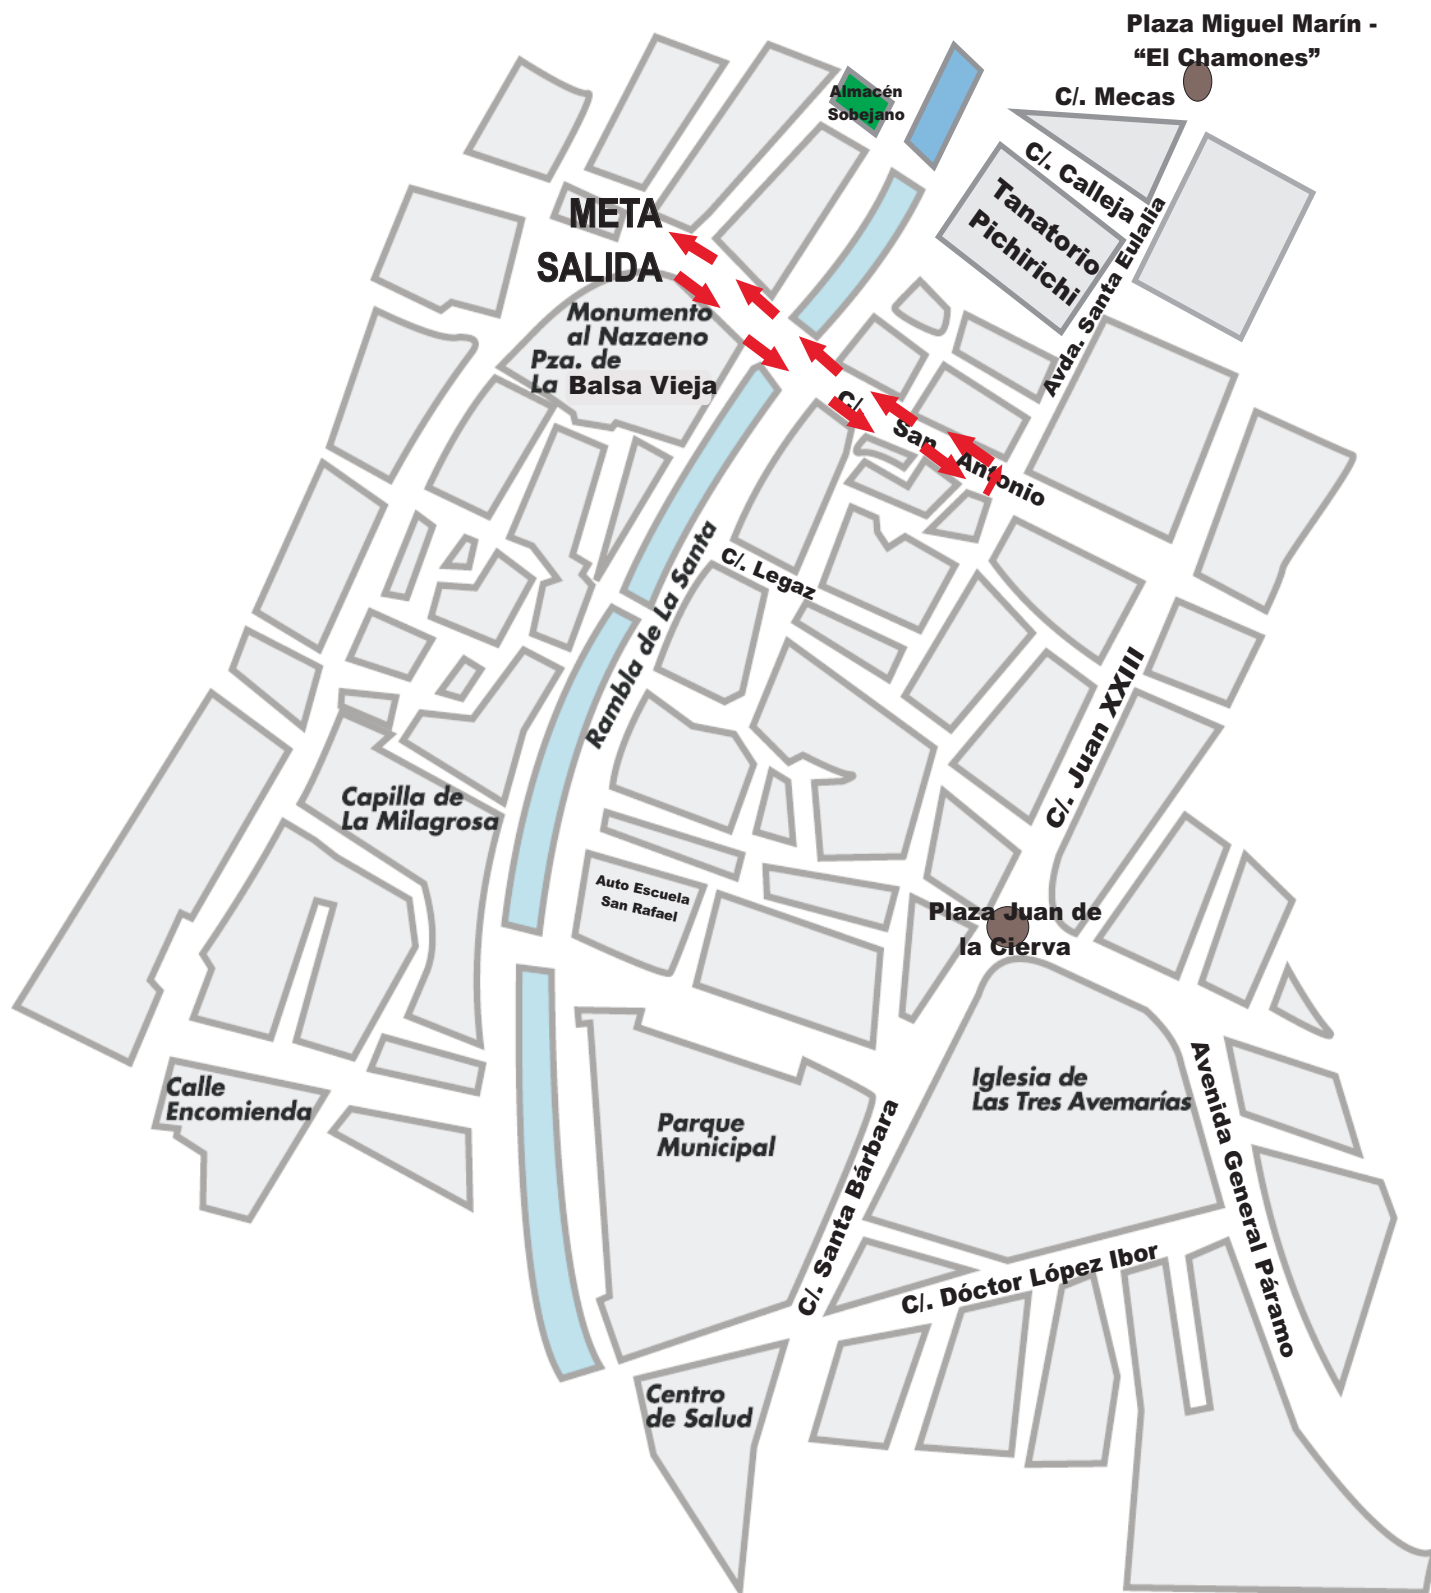 Plaza Miguel Marín -
“El Chamones”
C/. Mecas
Almacén
Sobejano
C/. Calleja
Tanatorio
Pichirichi
Avda. Santa Eulalia
META
SALIDA
Monumento
al Nazaeno
Pza. de
La Balsa Vieja
C/. San Antonio
Rambla de La Santa
C/. Legaz
C/. Juan XXIII
Capilla de
La Milagrosa
Auto Escuela
San Rafael
Plaza Juan de
la Cierva
Calle
Encomienda
Parque
Municipal
Iglesia de
Las Tres Avemarías
C/. Santa Bárbara
Avenida General Páramo
C/. Dóctor López Ibor
Centro
de Salud